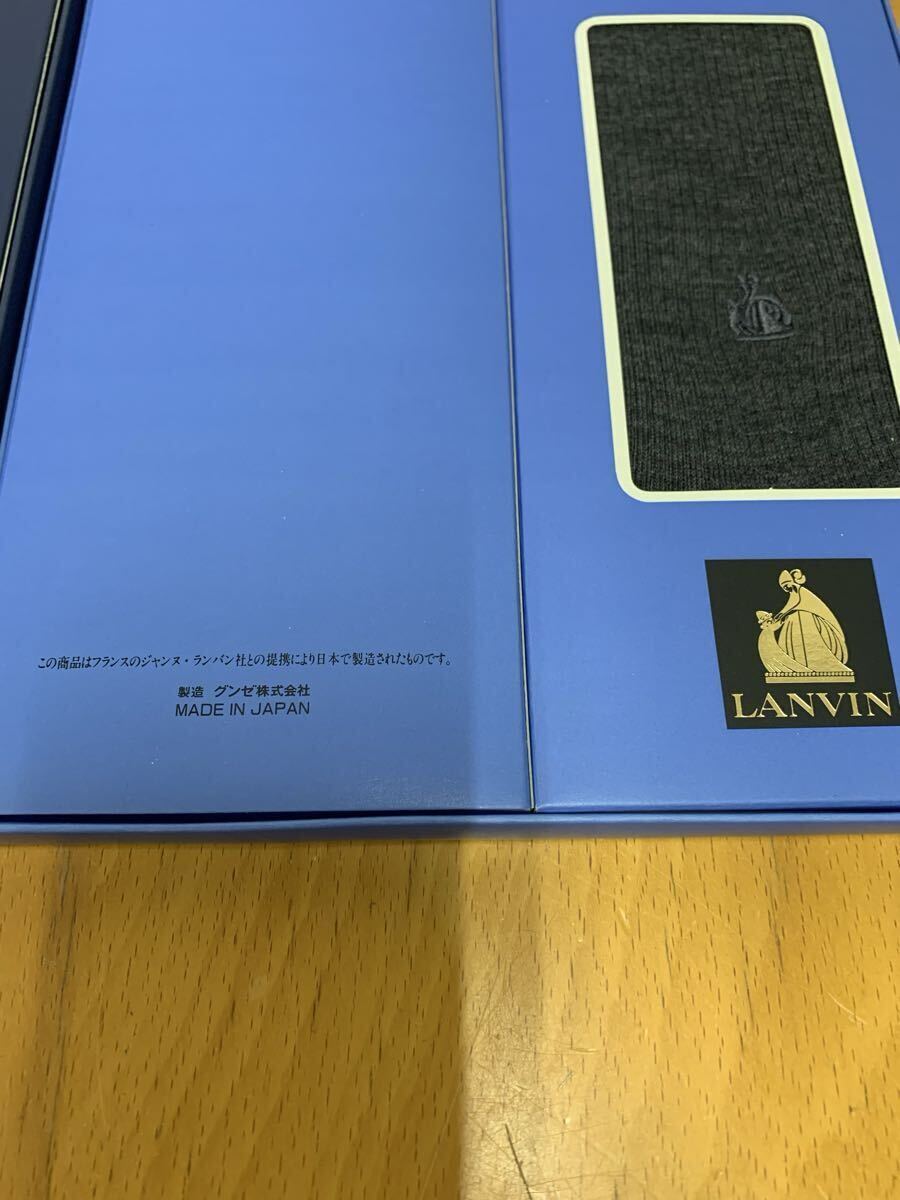 この商品はフランスのジャンヌ・ランバン社との提携により日本で製造されたものです。
製造 グンゼ株式会社
MADE IN JAPAN
LANVIN